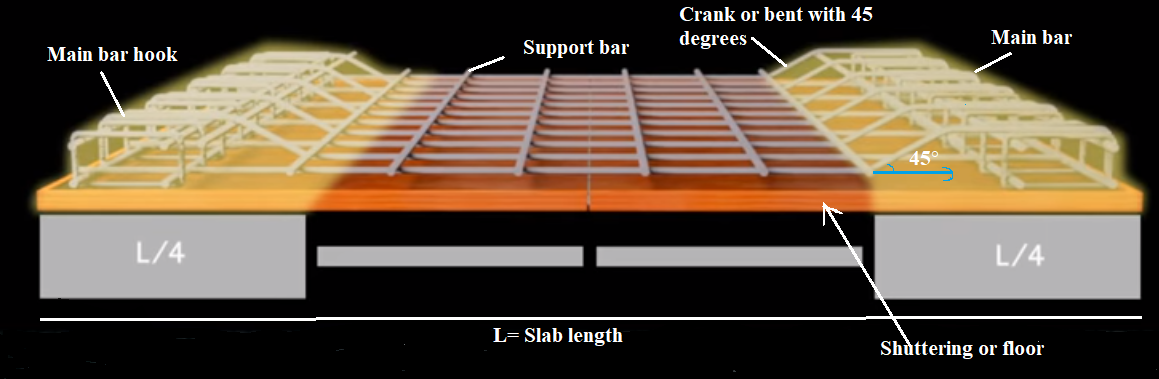 Crank or bent with 45
degrees
Main bar hook
Support bar
Main bar
45°
L/4
L/4
L= Slab length
Shuttering or floor